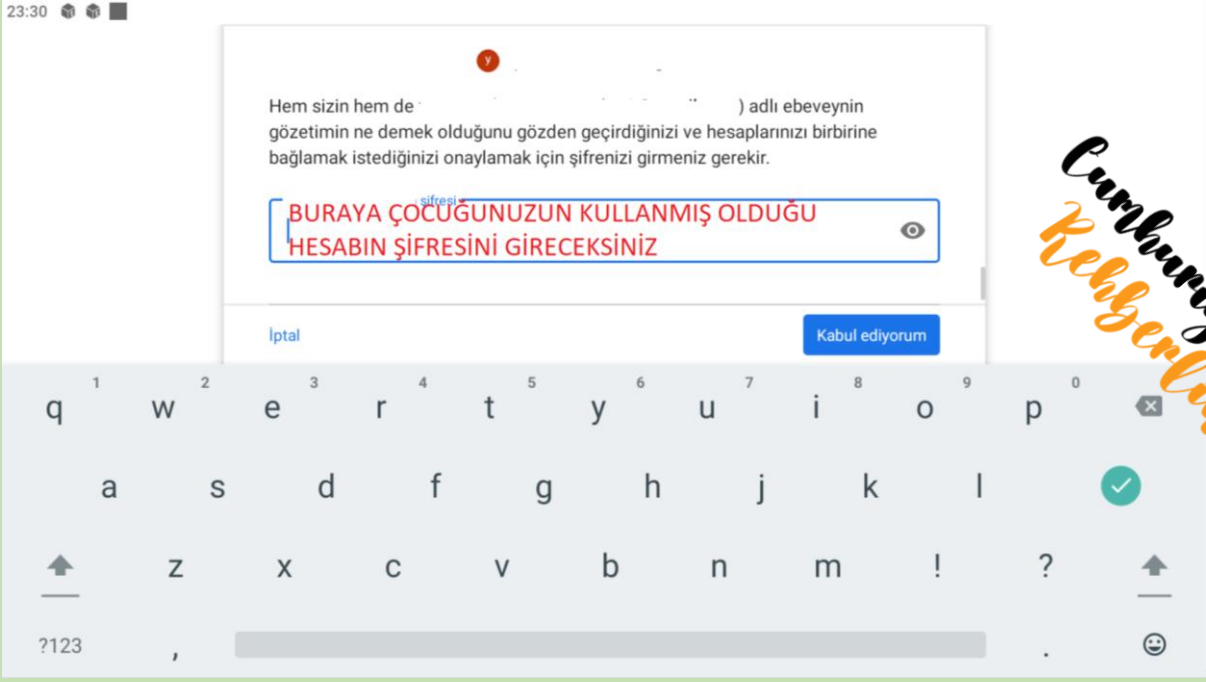 23:30
y
Hem sizin hem de ) adlı ebeveynin
gözetimin ne demek olduğunu gözden geçirdiğinizi ve hesaplarınızı birbirine
bağlamak istediğinizi onaylamak için şifrenizi girmeniz gerekir.
şifresi
BURAYA ÇOCUĞUNUZUN KULLANMIŞ OLDUĞU
HESABIN ŞİFRESİNİ GİRECEKSİNİZ
İptal Kabul ediyorum
1 2 3 4 5 6 7 8 9 0
q w e r t y u i o p
a s d f g h j k l
z x c v b n m ! ?
?123 , .